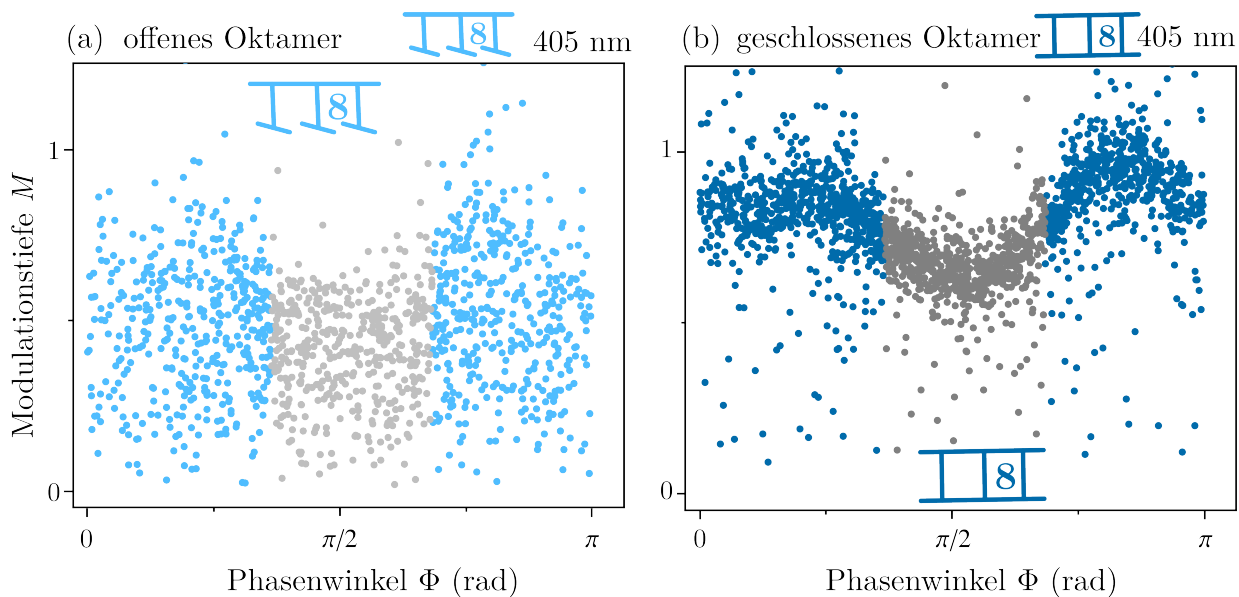 (a) offenes Oktamer 8 405 nm
8
1
0
Modulationstiefe M
0 π/2 π
Phasenwinkel Φ (rad)
(b) geschlossenes Oktamer 8 405 nm
1
0
8
0 π/2 π
Phasenwinkel Φ (rad)